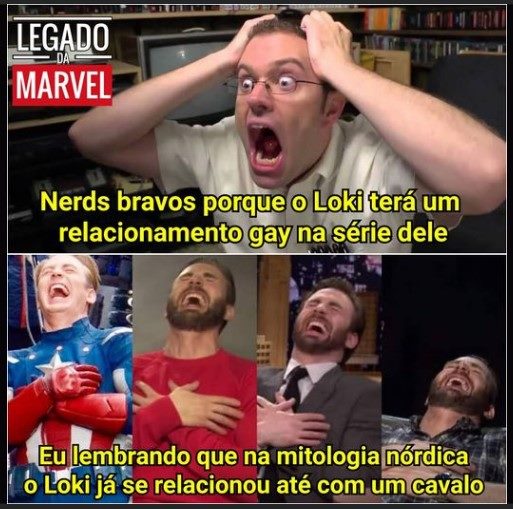 LEGADO
DA
MARVEL
Nerds bravos porque o Loki terá um
relacionamento gay na série dele
Eu lembrando que na mitologia nórdica
o Loki já se relacionou até com um cavalo